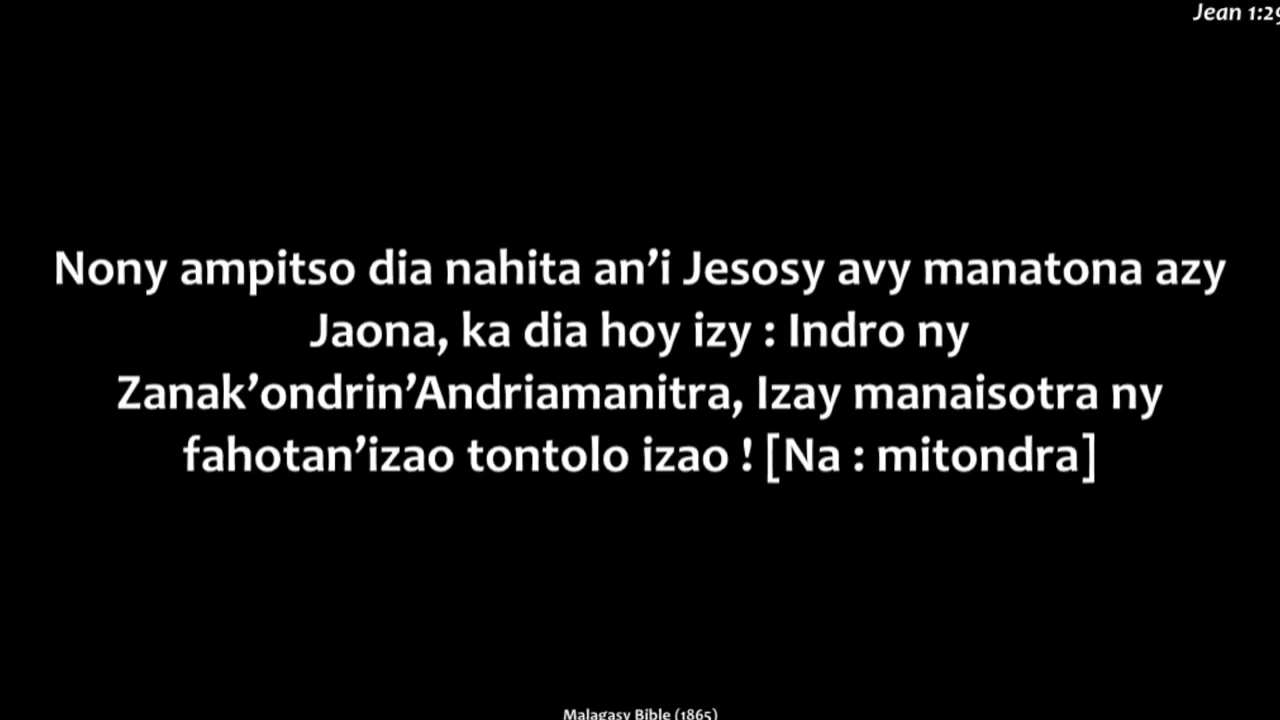 Jean 1:29
Nony ampitso dia nahita an’i Jesosy avy manatona azy
Jaona, ka dia hoy izy : Indro ny
Zanak’ondrin’Andriamanitra, Izay manaisotra ny
fahotan’izao tontolo izao ! [Na : mitondra]
Malagasy Bible (1865)